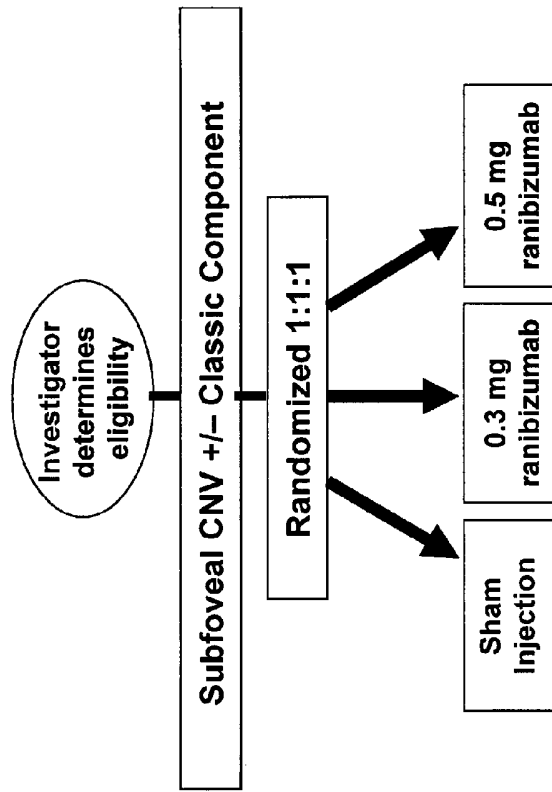 Investigator
determines
eligibility
Subfoveal CNV +/– Classic Component
Randomized 1:1:1
Sham
Injection
0.3 mg
ranibizumab
0.5 mg
ranibizumab